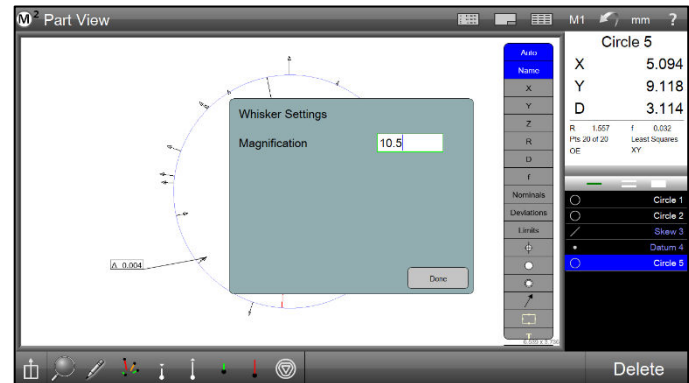 M2 Part View
M1
mm
?
Whisker Settings
Magnification
10.5
Done
Δ 0.004
Auto
Name
X
Y
Z
R
D
f
Nominals
Deviations
Limits
Circle 5
X 5.094
Y 9.118
D 3.114
R 1.557 f 0.032
Pts 20 of 20 Least Squares
OE XY
Circle 1
Circle 2
Skew 3
Datum 4
Circle 5
Delete